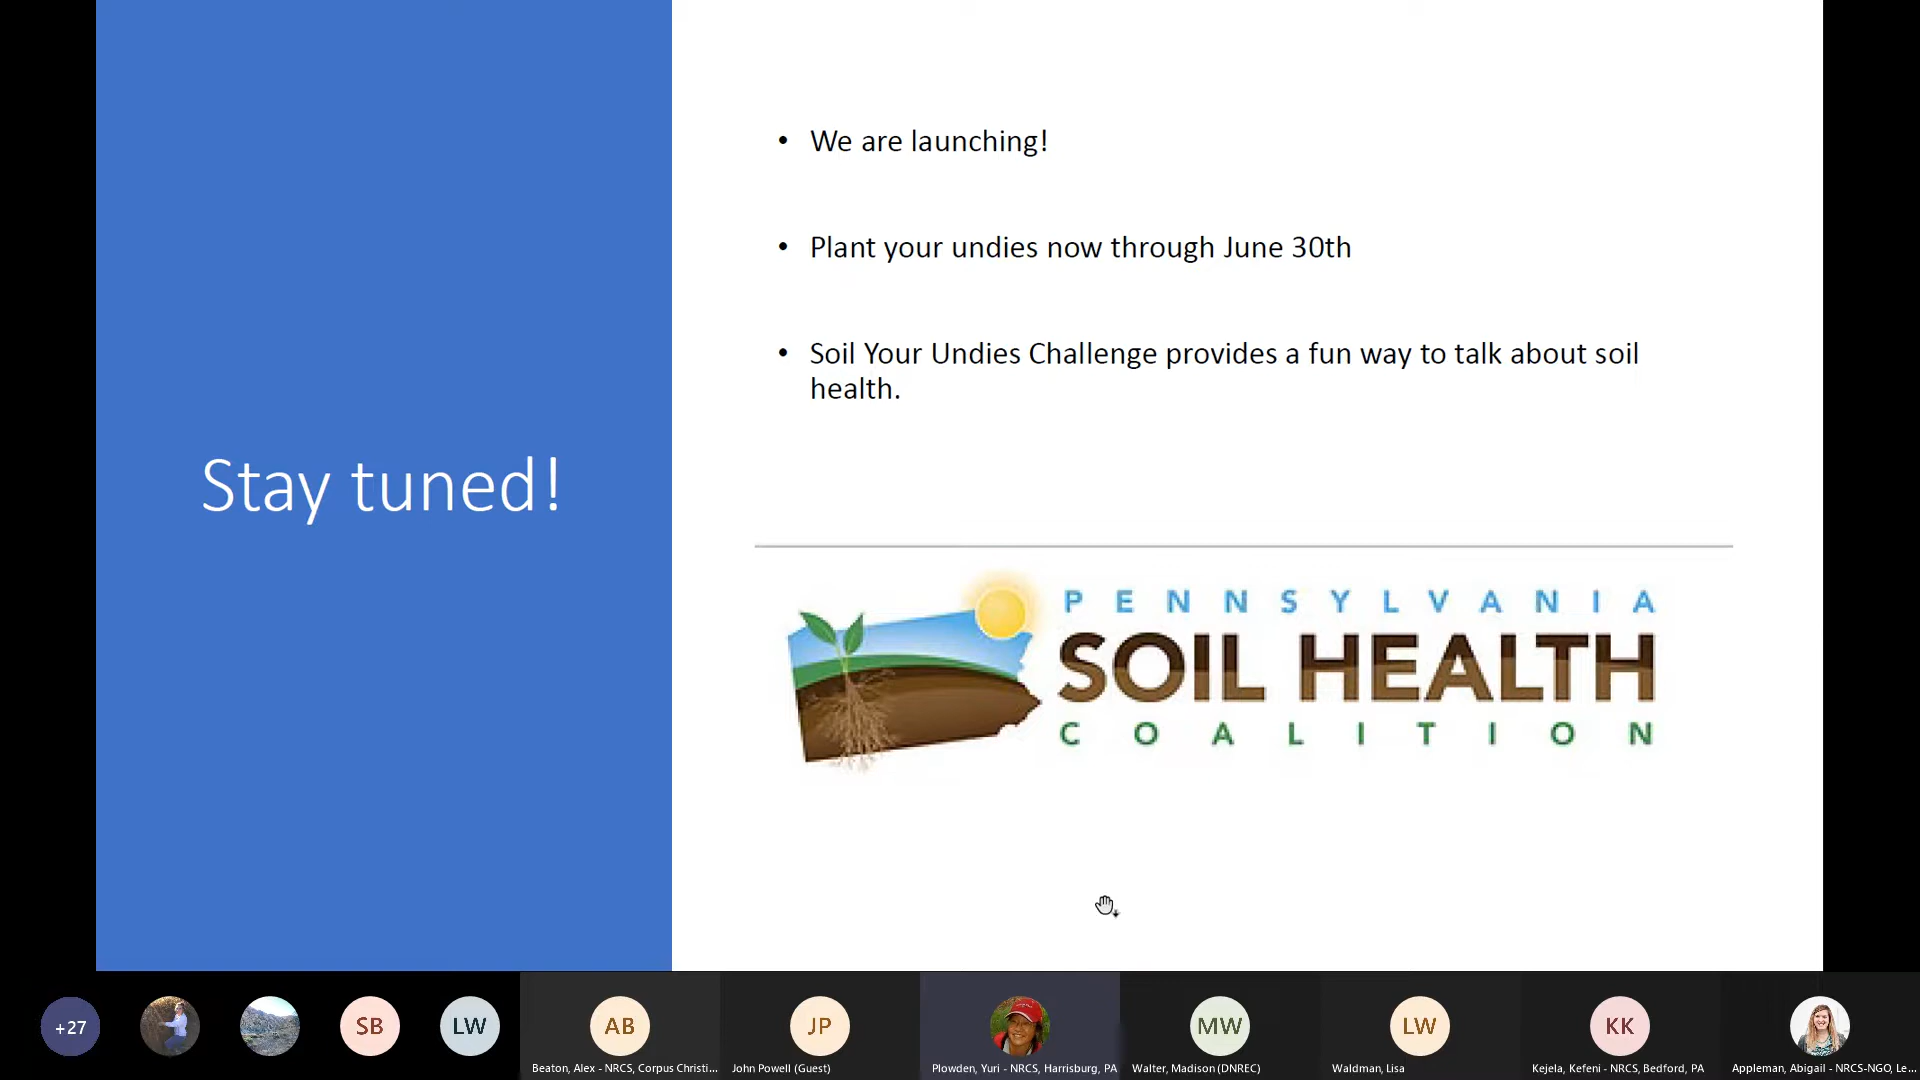 • We are launching!
• Plant your undies now through June 30th
• Soil Your Undies Challenge provides a fun way to talk about soil
health.
Stay tuned!
PENNSYLVANIA
SOIL HEALTH
COALITION
+27
SB
LW
AB
JP
MW
LW
KK
Beaton, Alex - NRCS, Corpus Christi...
John Powell (Guest)
Plowden, Yuri - NRCS, Harrisburg, PA
Walter, Madison (DNREC)
Waldman, Lisa
Kejela, Kefeni - NRCS, Bedford, PA
Appleman, Abigail - NRCS-NGO, Le...